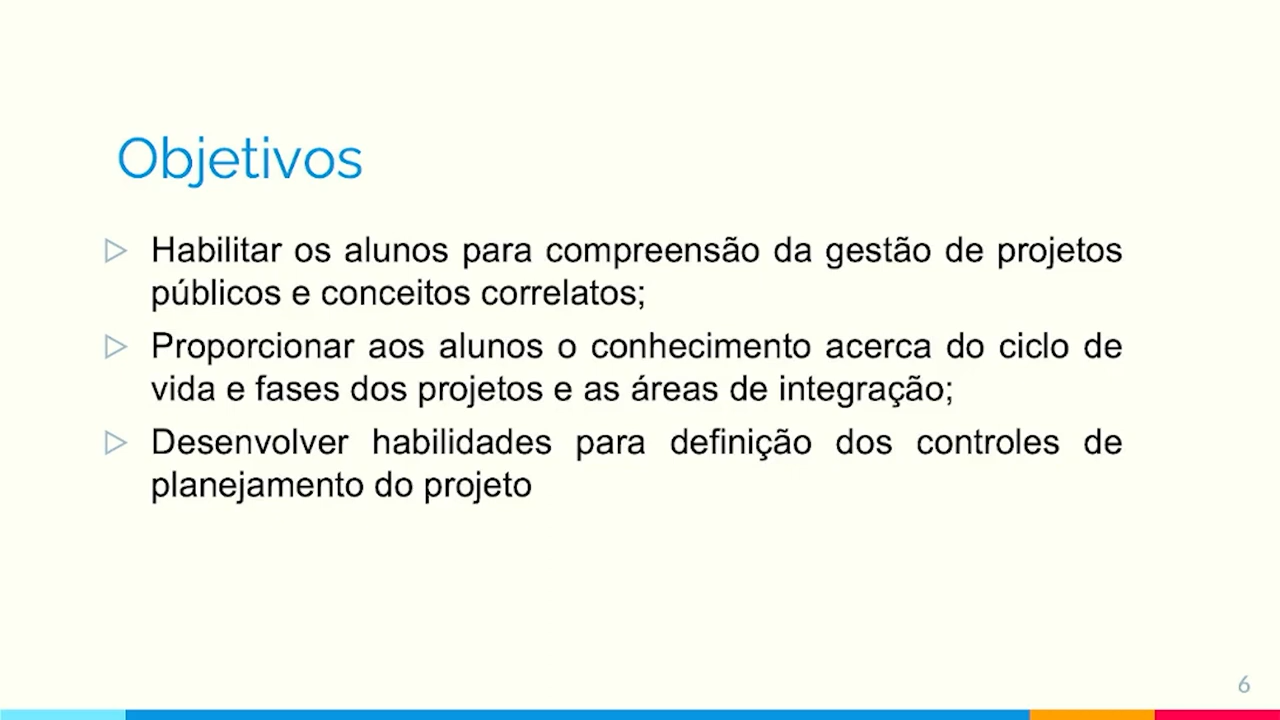 Objetivos
Habilitar os alunos para compreensão da gestão de projetos
públicos e conceitos correlatos;
Proporcionar aos alunos o conhecimento acerca do ciclo de
vida e fases dos projetos e as áreas de integração;
Desenvolver habilidades para definição dos controles de
planejamento do projeto
6